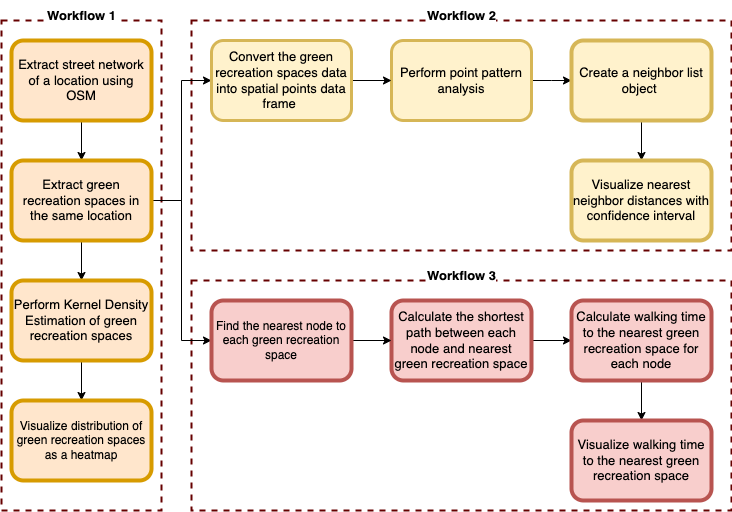 Workflow 1
Extract street network
of a location using
OSM
Extract green
recreation spaces in
the same location
Perform Kernel Density
Estimation of green
recreation spaces
Visualize distribution of
green recreation spaces
as a heatmap
Workflow 2
Convert the green
recreation spaces data
into spatial points data
frame
Perform point pattern
analysis
Create a neighbor list
object
Visualize nearest
neighbor distances with
confidence interval
Workflow 3
Find the nearest node to
each green recreation
space
Calculate the shortest
path between each
node and nearest
green recreation space
Calculate walking time
to the nearest green
recreation space for
each node
Visualize walking time
to the nearest green
recreation space